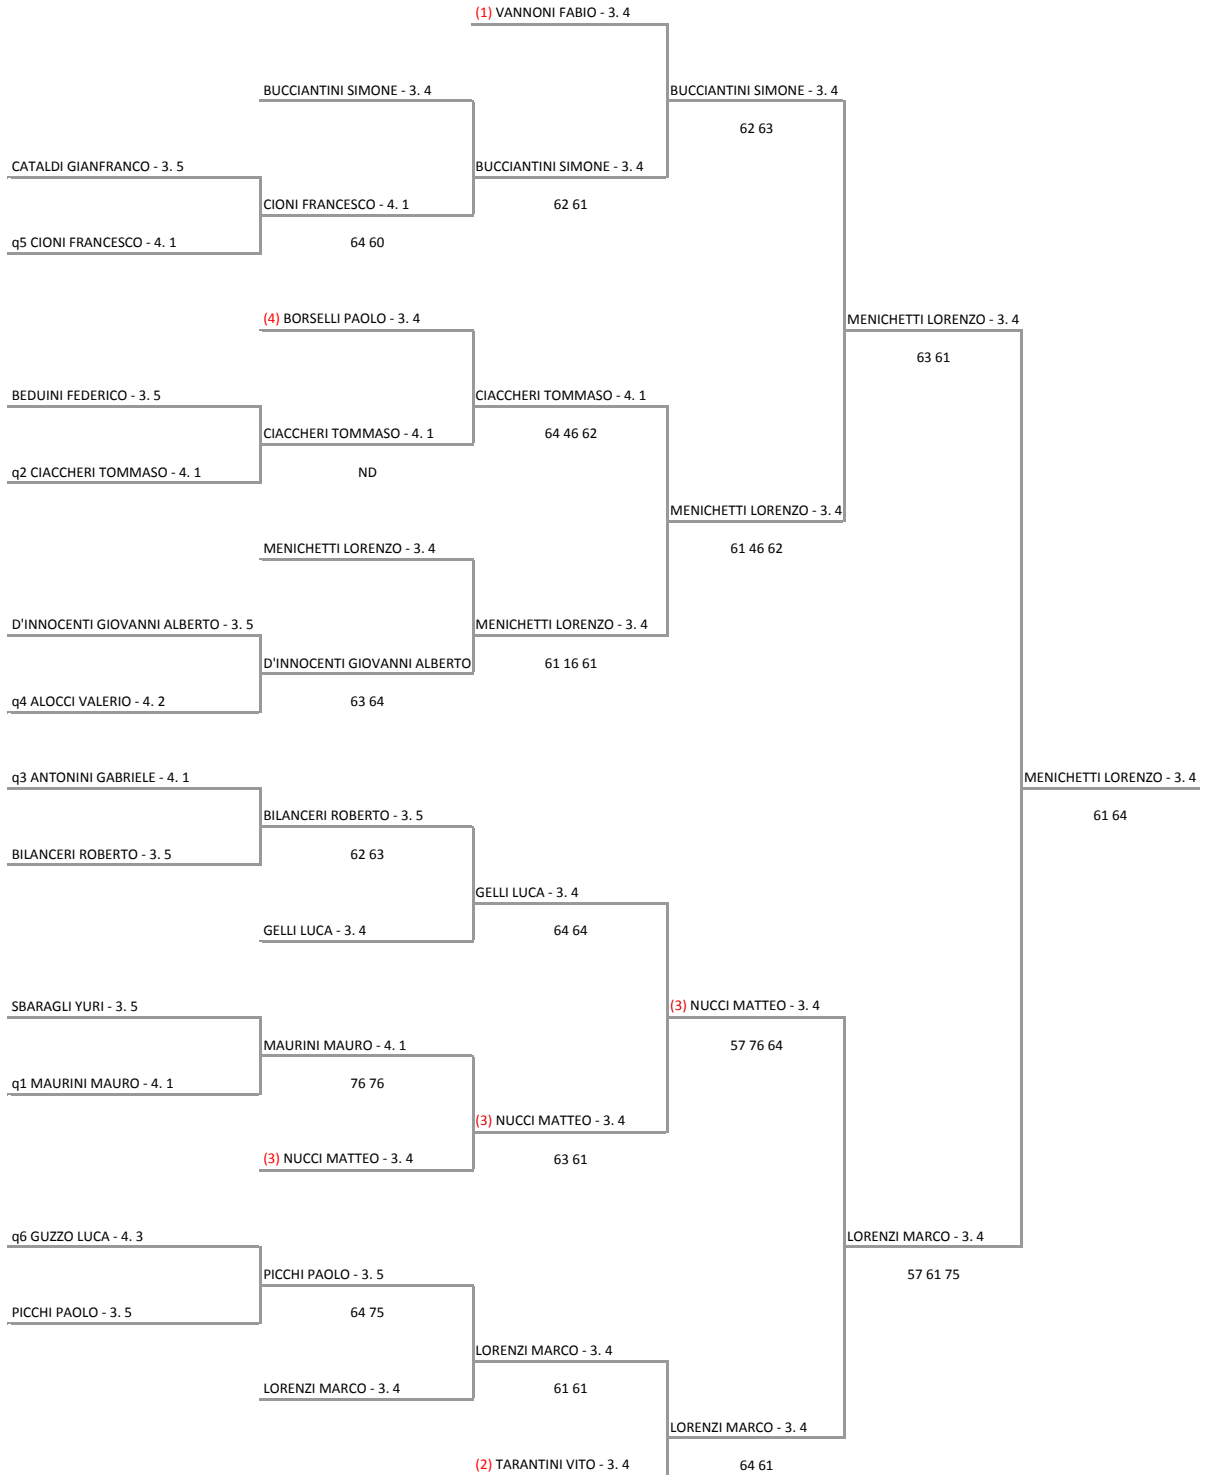 (1) VANNONI FABIO - 3. 4
BUCCIANTINI SIMONE - 3. 4
BUCCIANTINI SIMONE - 3. 4
62 63
CATALDI GIANFRANCO - 3. 5
BUCCIANTINI SIMONE - 3. 4
CIONI FRANCESCO - 4. 1
62 61
q5 CIONI FRANCESCO - 4. 1
64 60
(4) BORSELLI PAOLO - 3. 4
MENICHETTI LORENZO - 3. 4
63 61
BEDUINI FEDERICO - 3. 5
CIACCHERI TOMMASO - 4. 1
CIACCHERI TOMMASO - 4. 1
64 46 62
q2 CIACCHERI TOMMASO - 4. 1
ND
MENICHETTI LORENZO - 3. 4
MENICHETTI LORENZO - 3. 4
61 46 62
D'INNOCENTI GIOVANNI ALBERTO - 3. 5
MENICHETTI LORENZO - 3. 4
D'INNOCENTI GIOVANNI ALBERTO
61 16 61
q4 ALOCCI VALERIO - 4. 2
63 64
q3 ANTONINI GABRIELE - 4. 1
MENICHETTI LORENZO - 3. 4
BILANCERI ROBERTO - 3. 5
61 64
BILANCERI ROBERTO - 3. 5
62 63
GELLI LUCA - 3. 4
GELLI LUCA - 3. 4
64 64
SBARAGLI YURI - 3. 5
(3) NUCCI MATTEO - 3. 4
MAURINI MAURO - 4. 1
57 76 64
q1 MAURINI MAURO - 4. 1
76 76
(3) NUCCI MATTEO - 3. 4
(3) NUCCI MATTEO - 3. 4
63 61
q6 GUZZO LUCA - 4. 3
LORENZI MARCO - 3. 4
PICCHI PAOLO - 3. 5
57 61 75
PICCHI PAOLO - 3. 5
64 75
LORENZI MARCO - 3. 4
LORENZI MARCO - 3. 4
61 61
LORENZI MARCO - 3. 4
(2) TARANTINI VITO - 3. 4
64 61